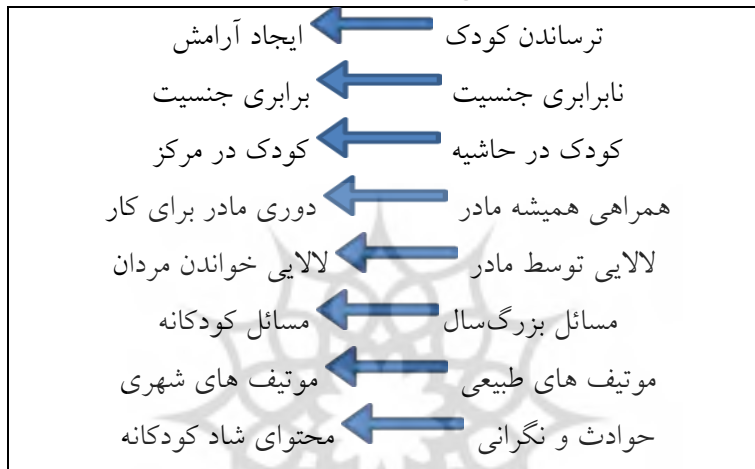 ترساندن کودک ایجاد آرامش
نابرابری جنسیت برابری جنسیت
کودک در حاشیه کودک در مرکز
همراهی همیشه مادر دوری مادر برای کار
لالایی توسط مادر لالایی خواندن مردان
مسائل بزرگ‌سال مسائل کودکانه
موتیف های طبیعی موتیف های شهری
حوادث و نگرانی محتوای شاد کودکانه